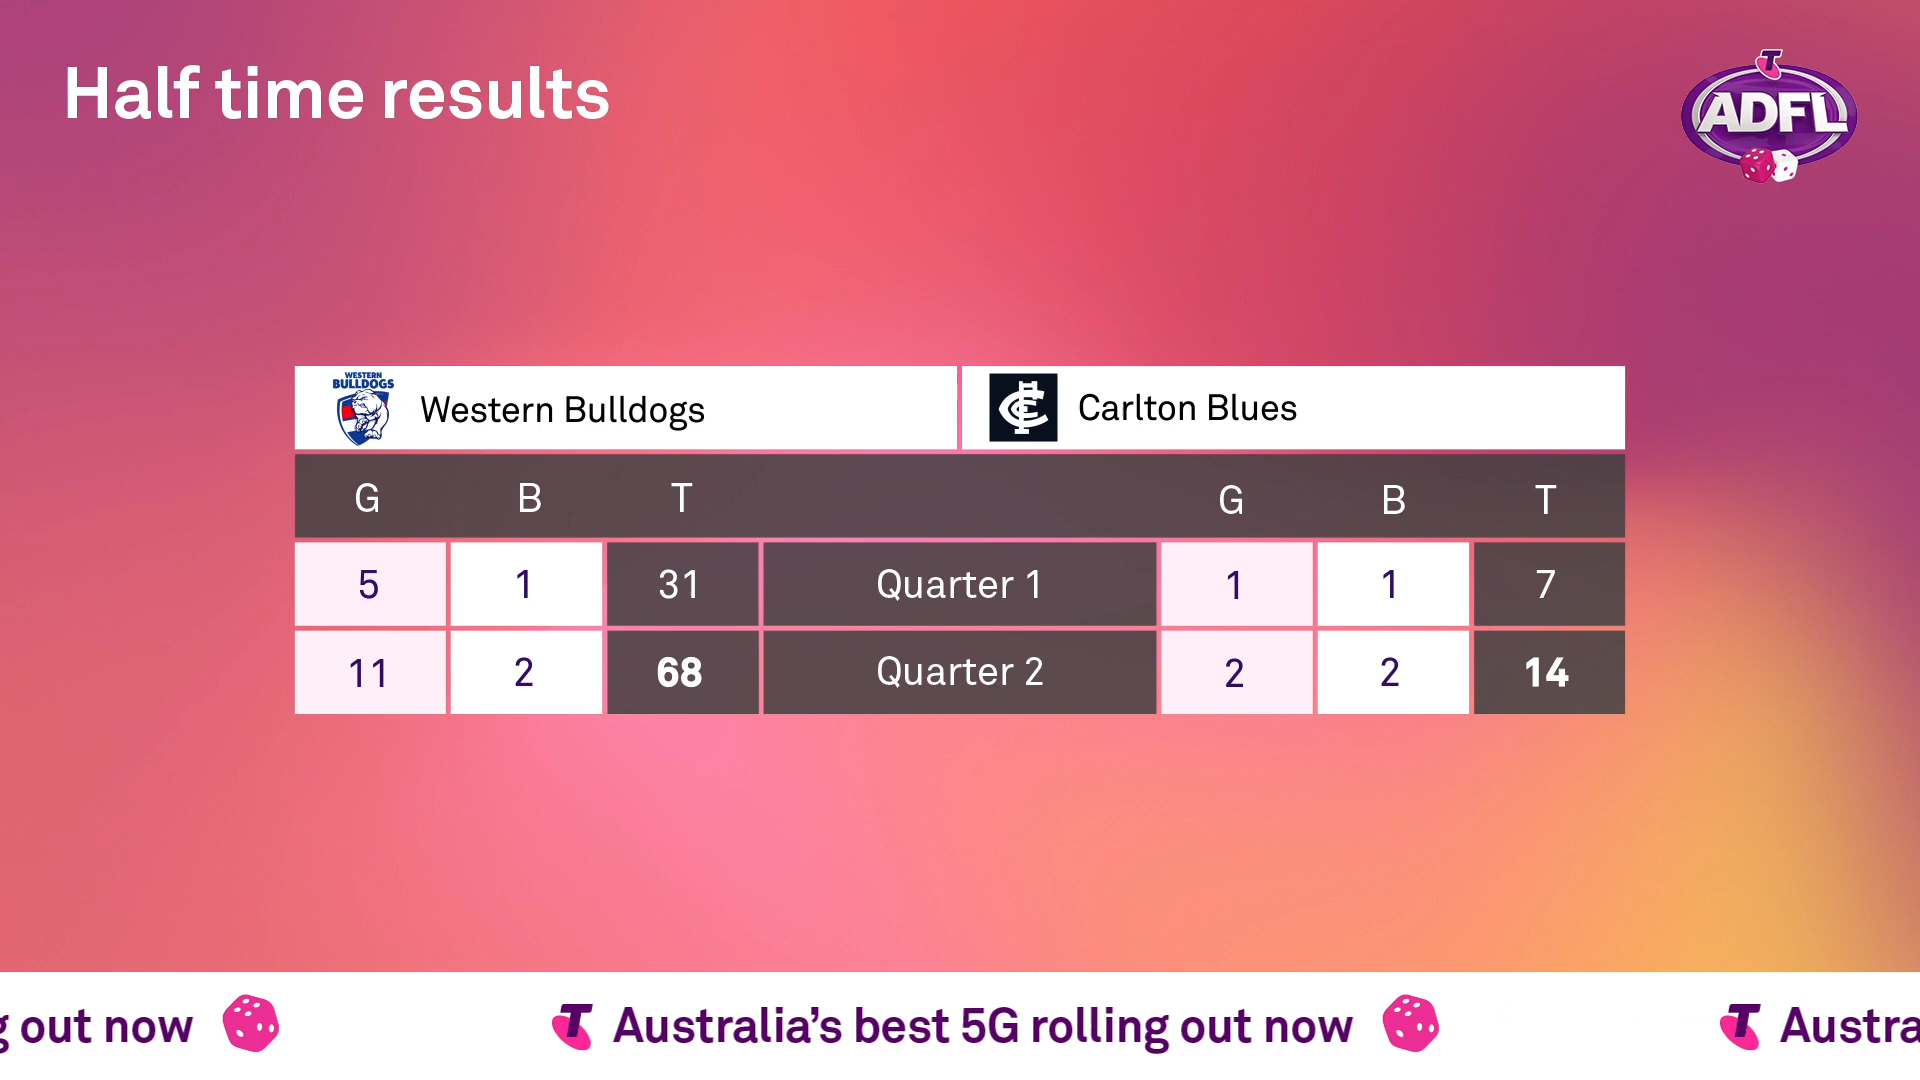 Half time results
T
ADFL
WESTERN
BULLDOGS
Western Bulldogs
CFC
Carlton Blues
G B T G B T
5 1 31 Quarter 1 1 1 7
11 2 68 Quarter 2 2 2 14
g out now T Australia’s best 5G rolling out now T Austra